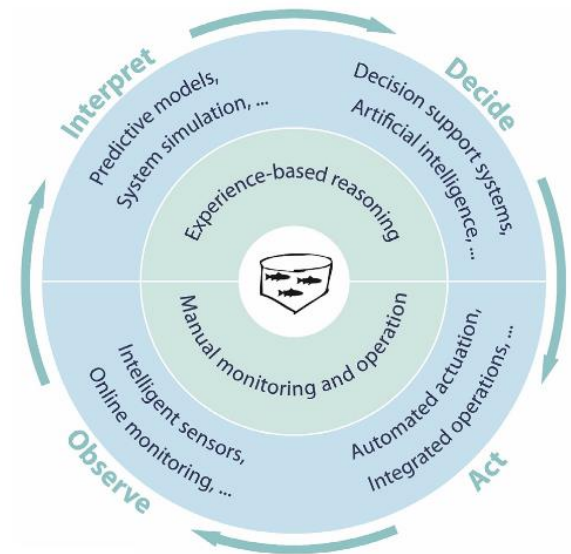 Interpret
Decide
Predictive models,
System simulation, ...
Decision support systems,
Artificial intelligence, ...
Experience-based reasoning
Manual monitoring and operation
Intelligent sensors,
Online monitoring, ...
Automated actuation,
Integrated operations, ...
Observe
Act